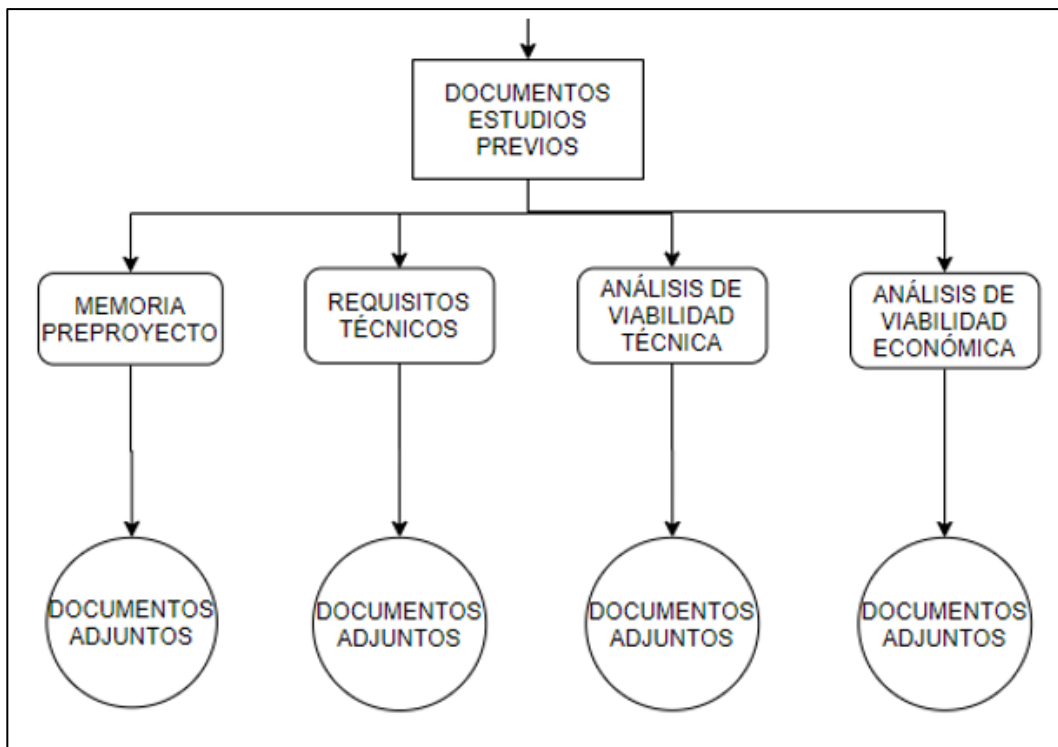 DOCUMENTOS
ESTUDIOS
PREVIOS
MEMORIA
PREPROYECTO
REQUISITOS
TÉCNICOS
ANÁLISIS DE
VIABILIDAD
TÉCNICA
ANÁLISIS DE
VIABILIDAD
ECONÓMICA
DOCUMENTOS
ADJUNTOS
DOCUMENTOS
ADJUNTOS
DOCUMENTOS
ADJUNTOS
DOCUMENTOS
ADJUNTOS